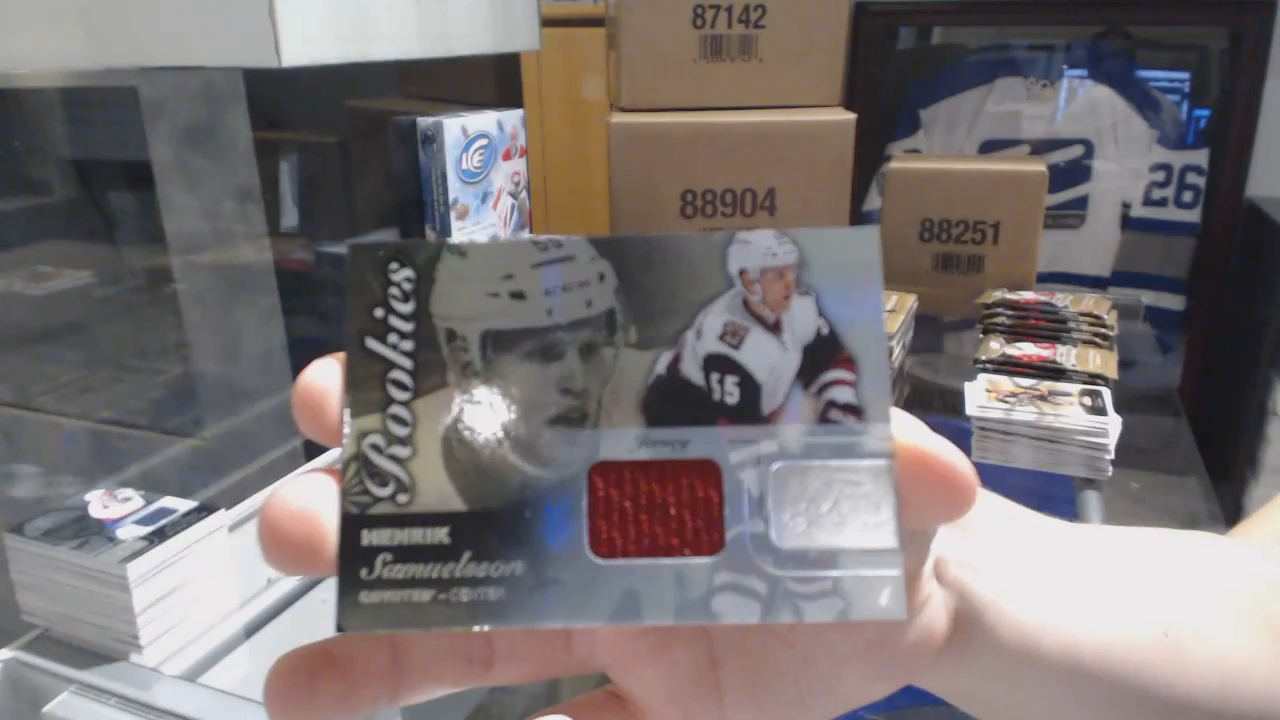 87142
ICE
88904
26
88251
Rookies
55
Jersey
HENRIK
Samuelsson
COYOTES - CENTER